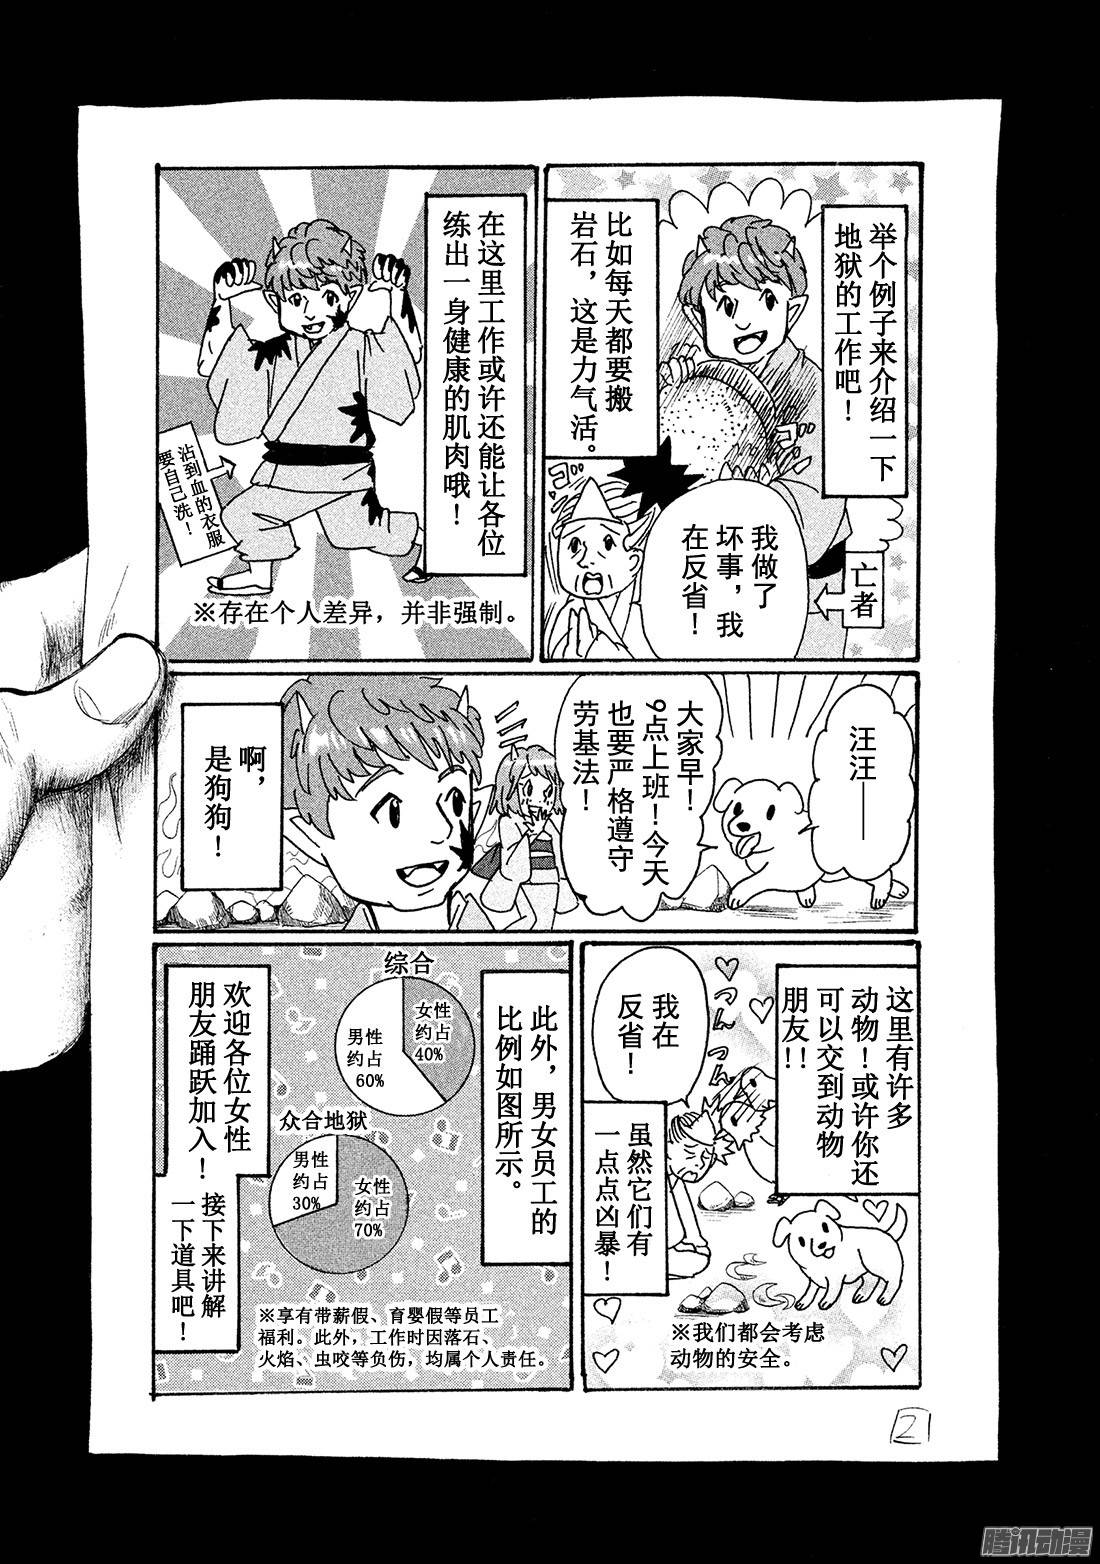 举个例子来介绍一下
地狱的工作吧！
比如每天都要搬
岩石，这是力气活。
ゴゴ
ゴゴ
我做了
坏事，我
在反省！
亡者
在这里工作或许还能让各位
练出一身健康的肌肉哦！
沾到血的衣服
要自己洗！
※存在个人差异，并非强制。
汪汪——
大家早！
9点上班！今天
也要严格遵守
劳基法！
啊，
是狗狗！
这里有许多
动物！或许你还
可以交到动物
朋友!!
つんつん
つんつん
我在
反省！
虽然它们有
一点点凶暴！
※我们都会考虑
动物的安全。
此外，男女员工的
比例如图所示。
综合
女性
约占
40%
男性
约占
60%
众合地狱
男性
约占
30%
女性
约占
70%
欢迎各位女性
朋友踊跃加入！
接下来讲解
一下道具吧！
※享有带薪假、育婴假等员工
福利。此外，工作时因落石、
火焰、虫咬等负伤，均属个人责任。
2
腾讯动漫